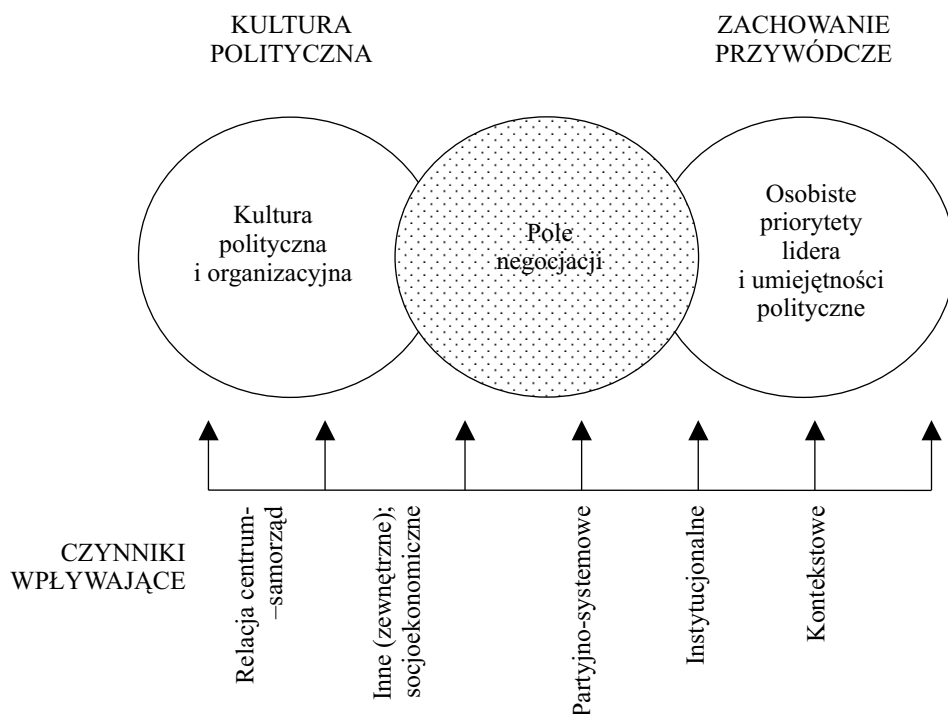 KULTURA
POLITYCZNA
ZACHOWANIE
PRZYWÓDCZE
Kultura
polityczna
i organizacyjna
Pole
negocjacji
Osobiste
priorytety
lidera
i umiejętności
polityczne
CZYNNIKI
WPŁYWAJĄCE
Relacja centrum-
–samorząd
Inne (zewnętrzne);
socjoekonomiczne
Partyjno-systemowe
Instytucjonalne
Kontekstowe